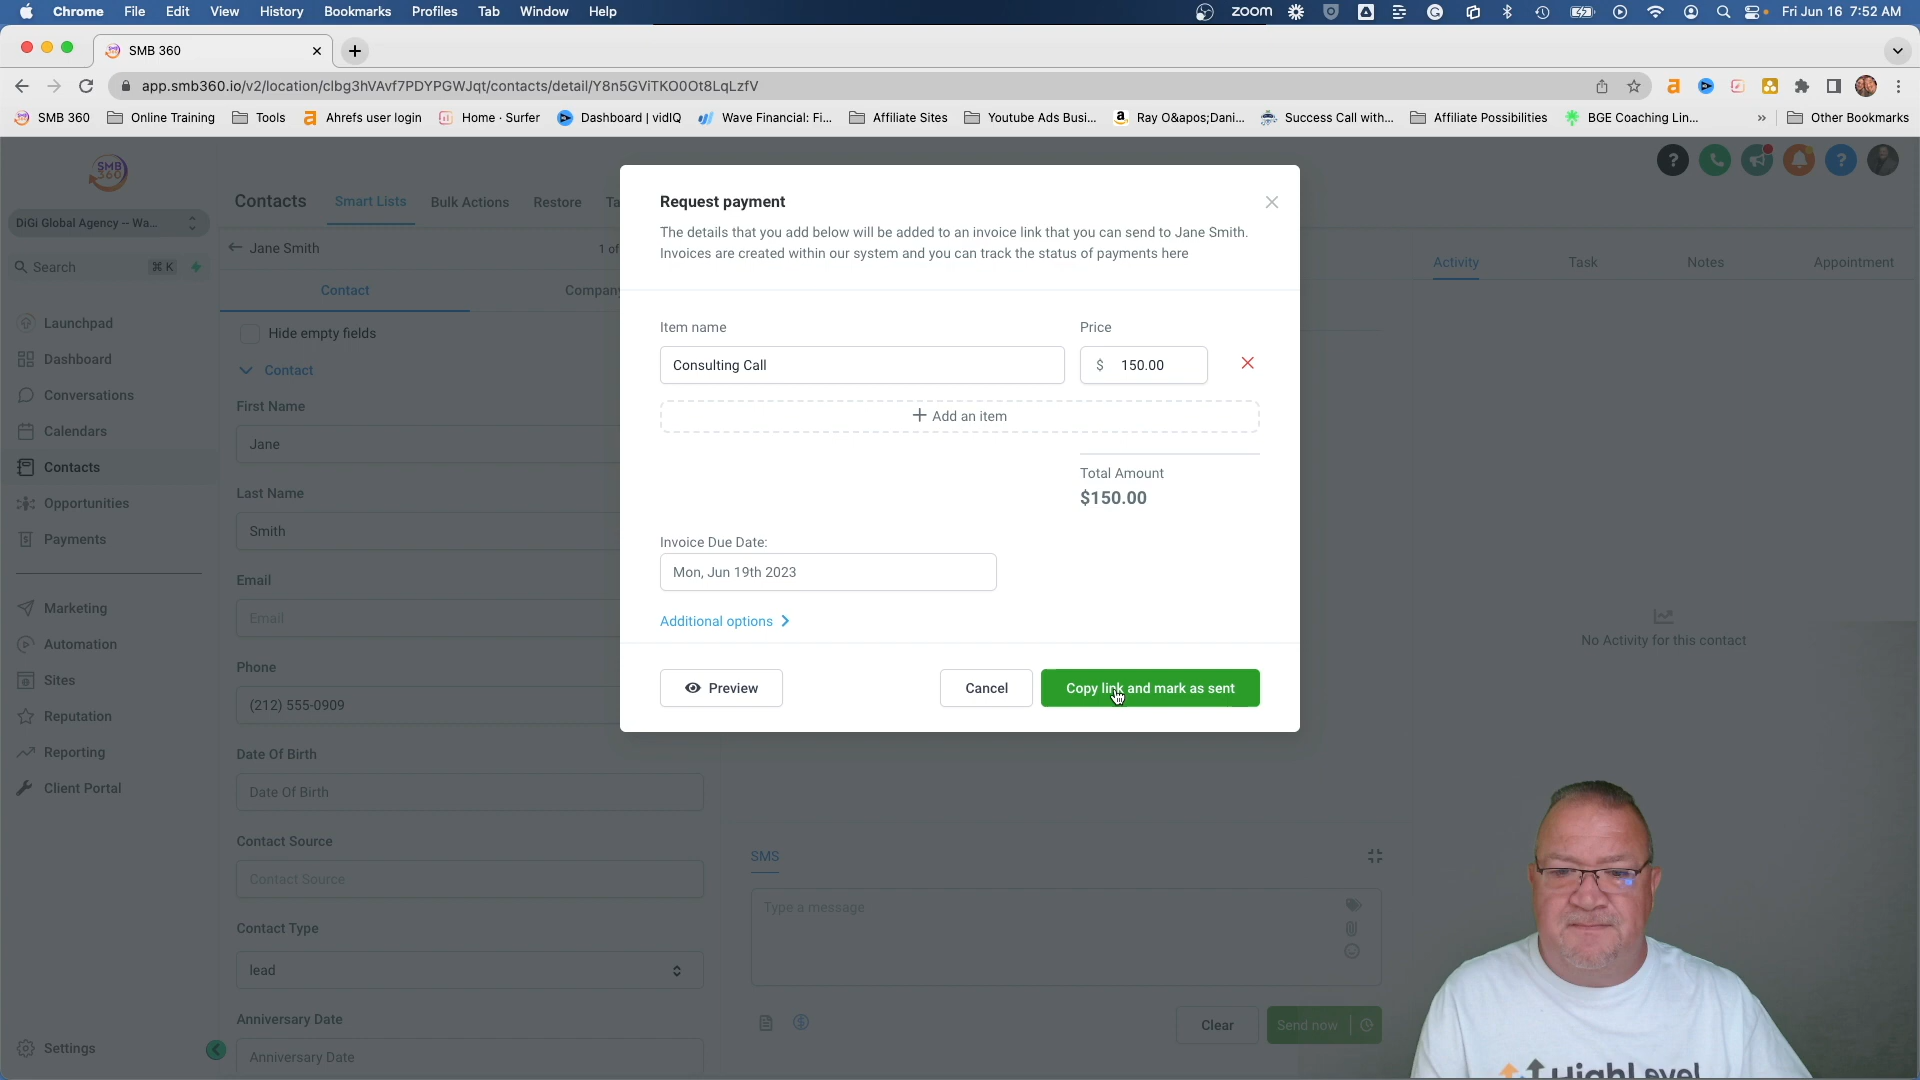 Chrome File Edit View History Bookmarks Profiles Tab Window Help
zoom
Fri Jun 16 7:52 AM
SMB 360
app.smb360.io/v2/location/clbg3hVAvf7PDYPGWJqt/contacts/detail/Y8n5GViTKO0Ot8LqLzfV
SMB 360 Online Training Tools Ahrefs user login Home · Surfer Dashboard | vidIQ Wave Financial: Fi... Affiliate Sites Youtube Ads Busi... Ray O&apos;Dani... Success Call with... Affiliate Possibilities BGE Coaching Lin... » Other Bookmarks
SMB
360
DiGi Global Agency -- Wa...
Search ⌘ K
Launchpad
Dashboard
Conversations
Calendars
Contacts
Opportunities
Payments
Marketing
Automation
Sites
Reputation
Reporting
Client Portal
Settings
Contacts Smart Lists Bulk Actions Restore Ta
Jane Smith 1 of
Contact Company
Hide empty fields
Contact
First Name
Jane
Last Name
Smith
Email
Email
Phone
(212) 555-0909
Date Of Birth
Date Of Birth
Contact Source
Contact Source
Contact Type
lead
Anniversary Date
Anniversary Date
Request payment
The details that you add below will be added to an invoice link that you can send to Jane Smith.
Invoices are created within our system and you can track the status of payments here
Item name Price
Consulting Call $ 150.00
+ Add an item
Total Amount
$150.00
Invoice Due Date:
Mon, Jun 19th 2023
Additional options
Preview Cancel Copy link and mark as sent
SMS
Type a message
Clear Send now
Activity Task Notes Appointment
No Activity for this contact
HighLevel